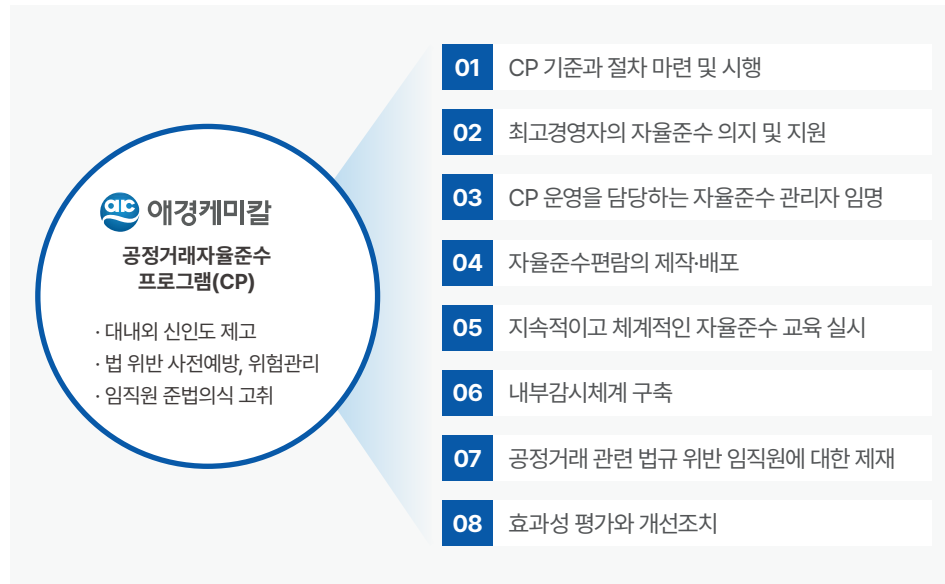 애경케미칼
공정거래자율준수
프로그램(CP)
· 대내외 신인도 제고
· 법 위반 사전예방, 위험관리
· 임직원 준법의식 고취
01 CP 기준과 절차 마련 및 시행
02 최고경영자의 자율준수 의지 및 지원
03 CP 운영을 담당하는 자율준수 관리자 임명
04 자율준수편람의 제작·배포
05 지속적이고 체계적인 자율준수 교육 실시
06 내부감시체계 구축
07 공정거래 관련 법규 위반 임직원에 대한 제재
08 효과성 평가와 개선조치